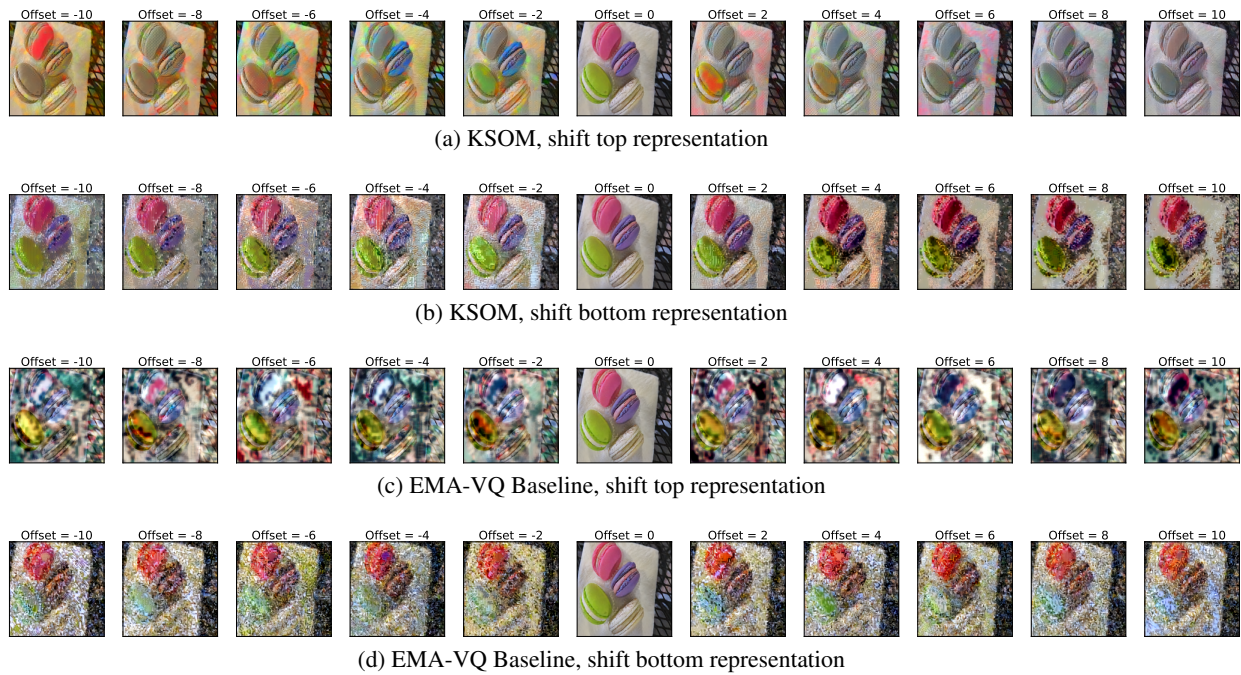 Offset = -10 Offset = -8 Offset = -6 Offset = -4 Offset = -2 Offset = 0 Offset = 2 Offset = 4 Offset = 6 Offset = 8 Offset = 10
(a) KSOM, shift top representation
Offset = -10 Offset = -8 Offset = -6 Offset = -4 Offset = -2 Offset = 0 Offset = 2 Offset = 4 Offset = 6 Offset = 8 Offset = 10
(b) KSOM, shift bottom representation
Offset = -10 Offset = -8 Offset = -6 Offset = -4 Offset = -2 Offset = 0 Offset = 2 Offset = 4 Offset = 6 Offset = 8 Offset = 10
(c) EMA-VQ Baseline, shift top representation
Offset = -10 Offset = -8 Offset = -6 Offset = -4 Offset = -2 Offset = 0 Offset = 2 Offset = 4 Offset = 6 Offset = 8 Offset = 10
(d) EMA-VQ Baseline, shift bottom representation